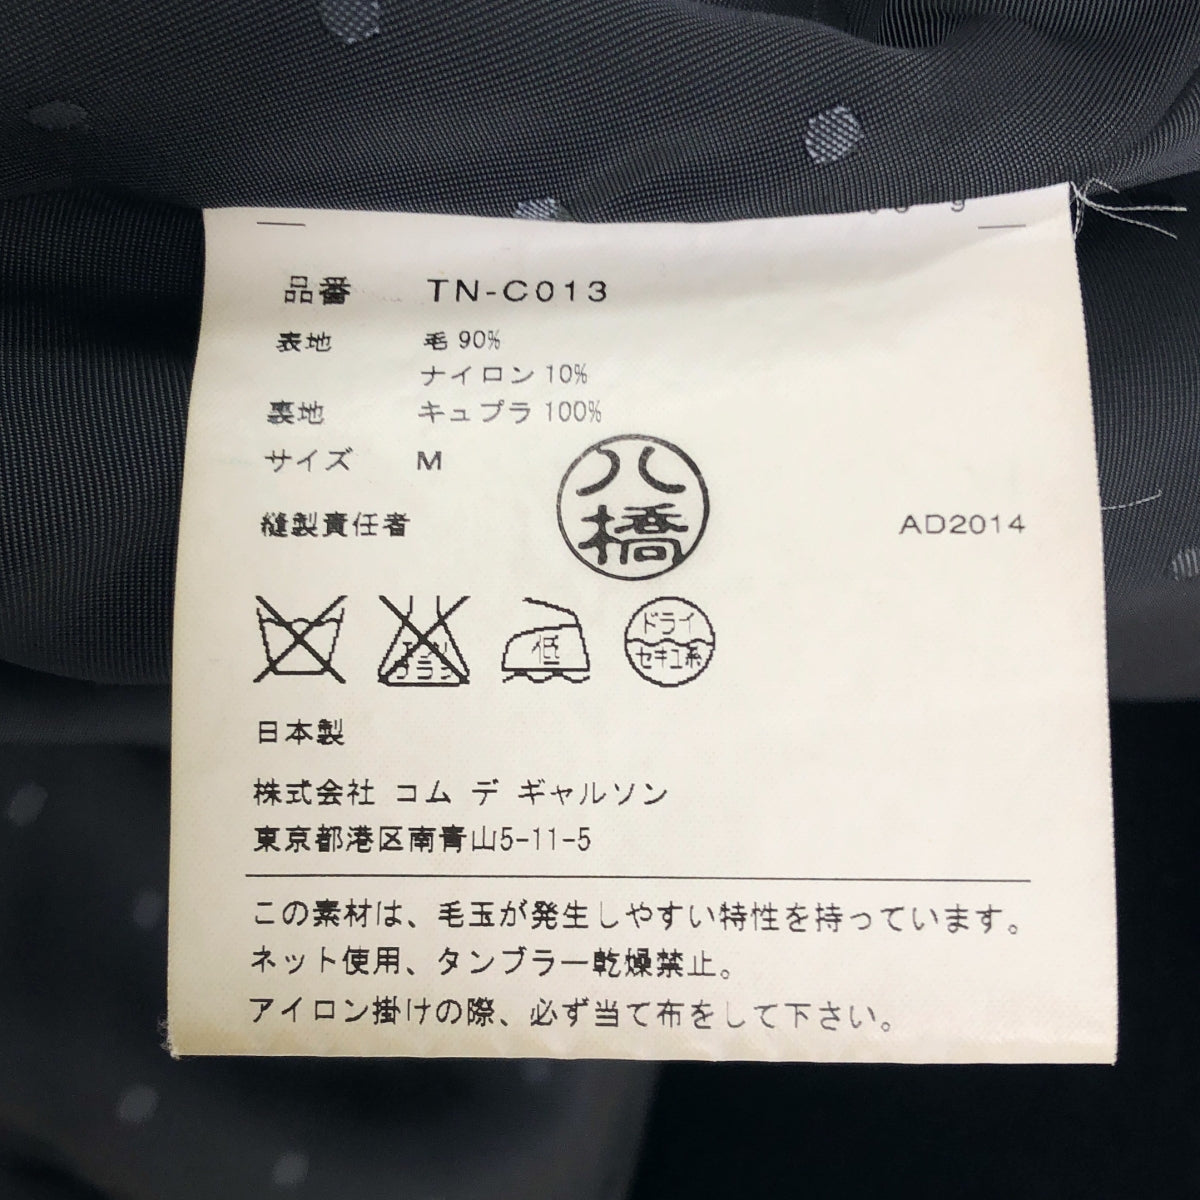 品番 TN-C013
表地 毛 90%
ナイロン 10%
裏地 キュプラ 100%
サイズ M
縫製責任者
八橋
AD2014
エンソ
ブラシ
低
ドライ
セキユ系
日本製
株式会社 コム デ ギャルソン
東京都港区南青山5-11-5
この素材は、毛玉が発生しやすい特性を持っています。
ネット使用、タンブラー乾燥禁止。
アイロン掛けの際、必ず当て布をして下さい。